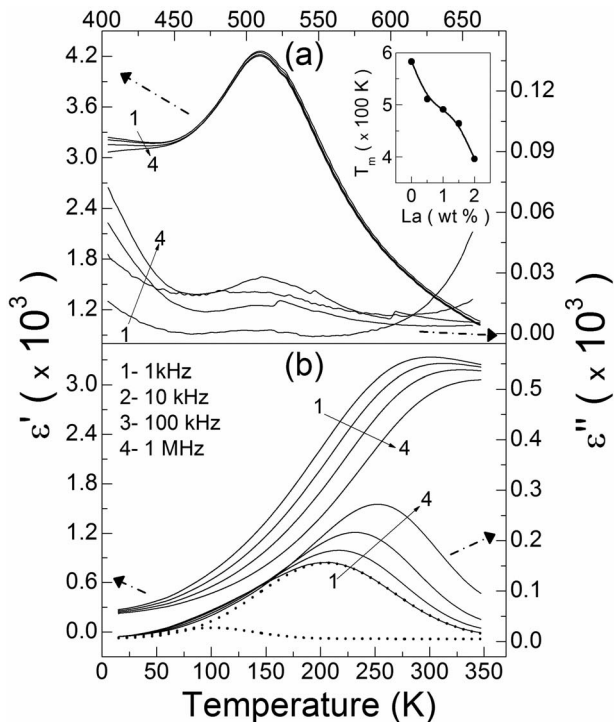 400 450 500 550 600 650
(a)
4.2
3.6
3.0
2.4
1.8
1.2
0.12
0.09
0.06
0.03
0.00
1
4
4
1
6
5
4
0 1 2
T_m ( x 100 K )
La ( wt % )
ε' ( x 10³ )
ε'' ( x 10³ )
(b)
1- 1kHz
2- 10 kHz
3- 100 kHz
4- 1 MHz
3.0
2.4
1.8
1.2
0.6
0.0
0.5
0.4
0.3
0.2
0.1
0.0
1
4
4
1
0 50 100 150 200 250 300 350
Temperature (K)